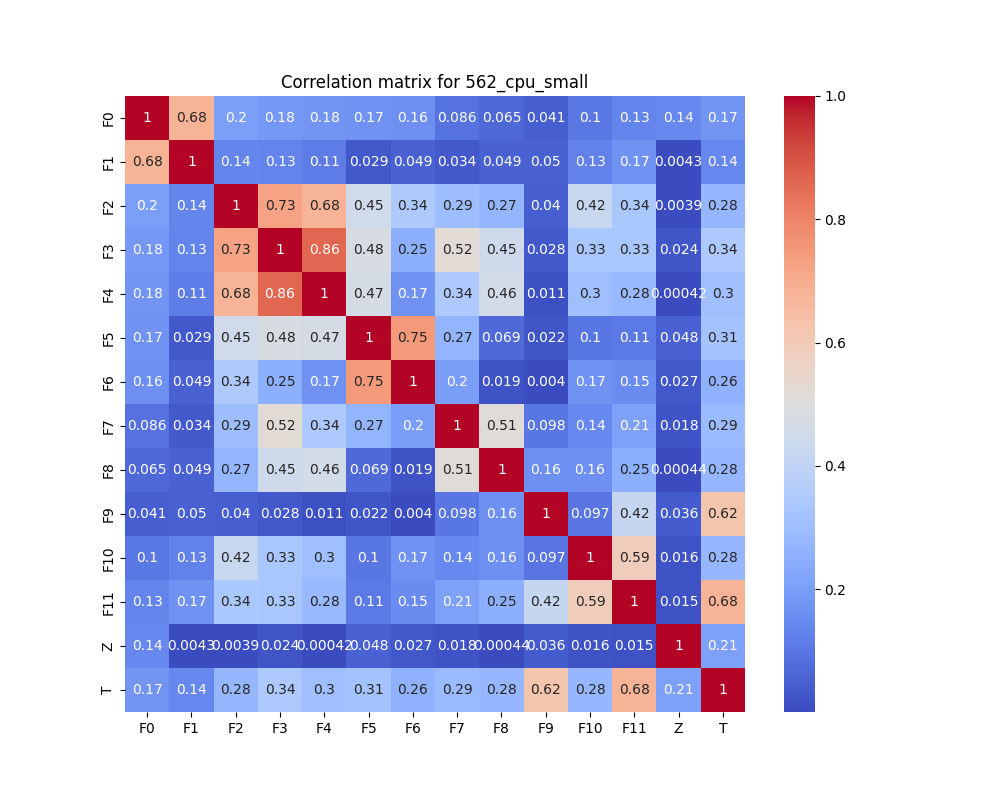 Correlation matrix for 562_cpu_small
F0 1 0.68 0.2 0.18 0.18 0.17 0.16 0.086 0.065 0.041 0.1 0.13 0.14 0.17
F1 0.68 1 0.14 0.13 0.11 0.029 0.049 0.034 0.049 0.05 0.13 0.17 0.0043 0.14
F2 0.2 0.14 1 0.73 0.68 0.45 0.34 0.29 0.27 0.04 0.42 0.34 0.0039 0.28
F3 0.18 0.13 0.73 1 0.86 0.48 0.25 0.52 0.45 0.028 0.33 0.33 0.024 0.34
F4 0.18 0.11 0.68 0.86 1 0.47 0.17 0.34 0.46 0.011 0.3 0.28 0.00042 0.3
F5 0.17 0.029 0.45 0.48 0.47 1 0.75 0.27 0.069 0.022 0.1 0.11 0.048 0.31
F6 0.16 0.049 0.34 0.25 0.17 0.75 1 0.2 0.019 0.004 0.17 0.15 0.027 0.26
F7 0.086 0.034 0.29 0.52 0.34 0.27 0.2 1 0.51 0.098 0.14 0.21 0.018 0.29
F8 0.065 0.049 0.27 0.45 0.46 0.069 0.019 0.51 1 0.16 0.16 0.25 0.00044 0.28
F9 0.041 0.05 0.04 0.028 0.011 0.022 0.004 0.098 0.16 1 0.097 0.42 0.036 0.62
F10 0.1 0.13 0.42 0.33 0.3 0.1 0.17 0.14 0.16 0.097 1 0.59 0.016 0.28
F11 0.13 0.17 0.34 0.33 0.28 0.11 0.15 0.21 0.25 0.42 0.59 1 0.015 0.68
Z 0.14 0.0043 0.0039 0.024 0.00042 0.048 0.027 0.018 0.00044 0.036 0.016 0.015 1 0.21
T 0.17 0.14 0.28 0.34 0.3 0.31 0.26 0.29 0.28 0.62 0.28 0.68 0.21 1
F0 F1 F2 F3 F4 F5 F6 F7 F8 F9 F10 F11 Z T
1.0
0.8
0.6
0.4
0.2